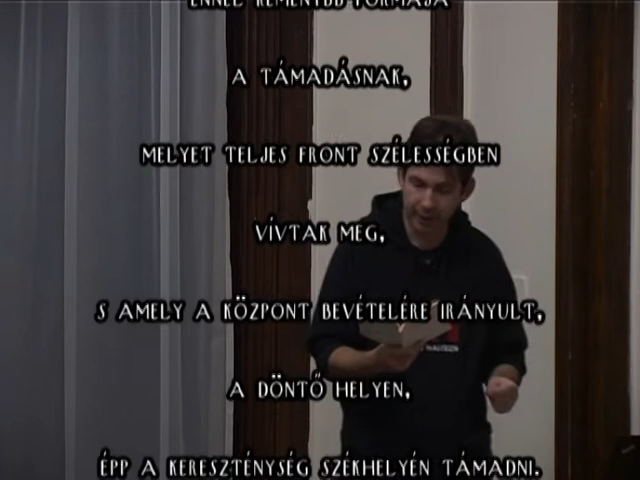 ENNÉL KEMÉNYEBB FORMÁJA
A TÁMADÁSNAK,
MELYET TELJES FRONT SZÉLESSÉGBEN
VÍVTAK MEG,
S AMELY A KÖZPONT BEVÉTELÉRE IRÁNYULT,
A DÖNTŐ HELYEN,
ÉPP A KERESZTÉNYSÉG SZÉKHELYÉN TÁMADNI.